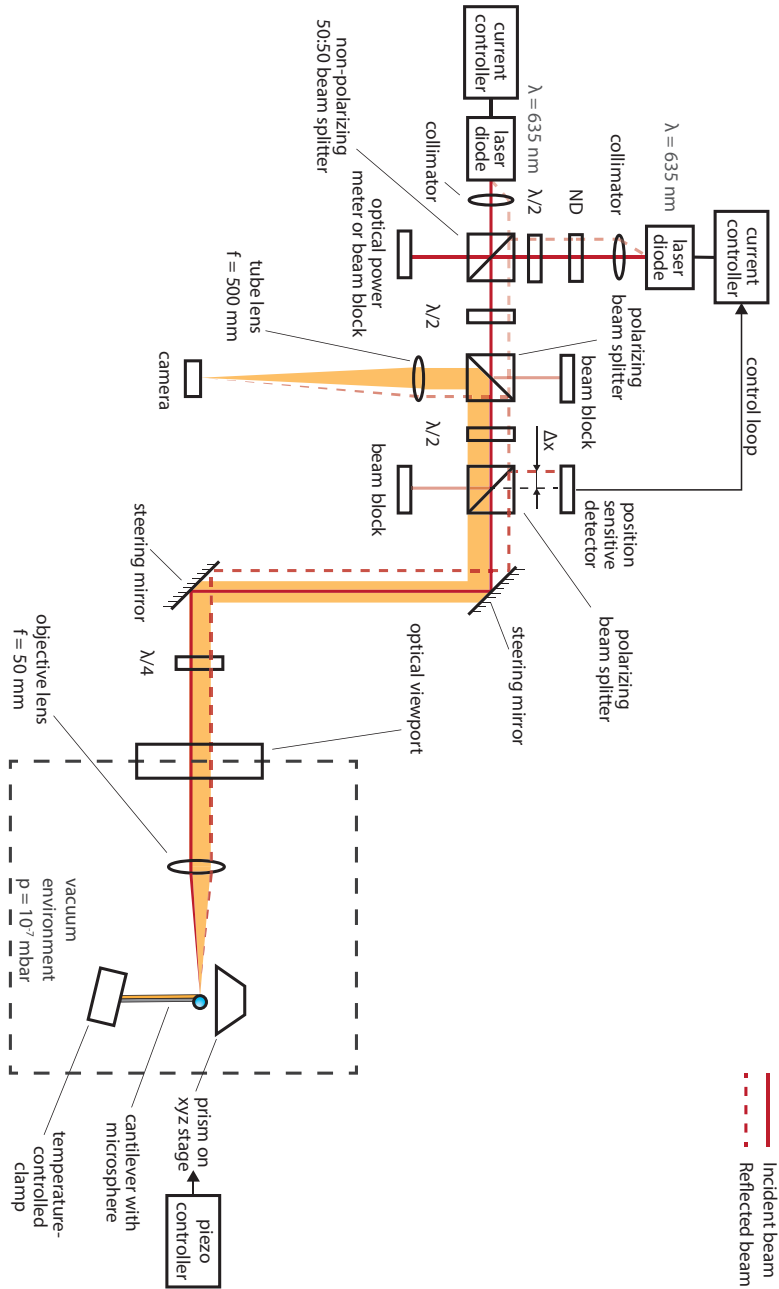 current
controller
laser
diode
λ = 635 nm
collimator
non-polarizing
50:50 beam splitter
current
controller
laser
diode
λ = 635 nm
collimator
ND
λ/2
optical power
meter or beam block
λ/2
polarizing
beam splitter
beam block
tube lens
f = 500 mm
camera
λ/2
Δx
control loop
position
sensitive
detector
beam block
polarizing
beam splitter
steering mirror
steering mirror
λ/4
optical viewport
objective lens
f = 50 mm
vacuum
environment
p = 10⁻⁷ mbar
prism on
xyz stage
piezo
controller
cantilever with
microsphere
temperature-
controlled
clamp
Incident beam
Reflected beam